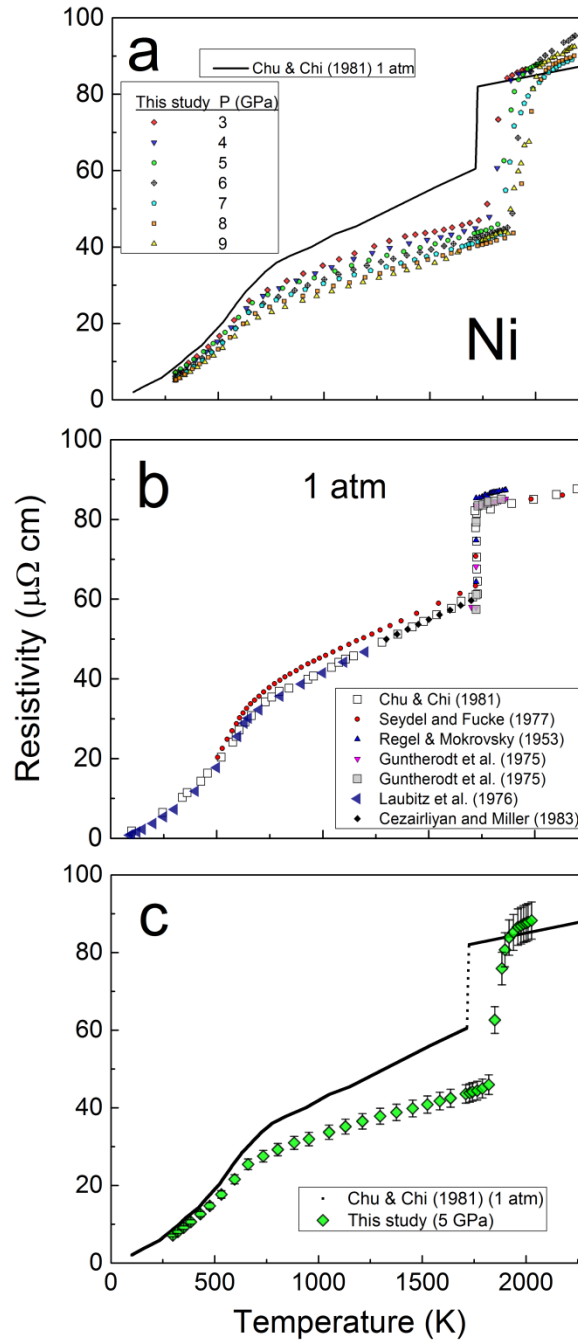 a
Chu & Chi (1981) 1 atm
This study P (GPa)
3
4
5
6
7
8
9
Ni
100
80
60
40
20
0
b
1 atm
Chu & Chi (1981)
Seydel and Fucke (1977)
Regel & Mokrovsky (1953)
Guntherodt et al. (1975)
Guntherodt et al. (1975)
Laubitz et al. (1976)
Cezairliyan and Miller (1983)
100
80
60
40
20
0
Resistivity (μΩ cm)
c
Chu & Chi (1981) (1 atm)
This study (5 GPa)
100
80
60
40
20
0
0 500 1000 1500 2000
Temperature (K)